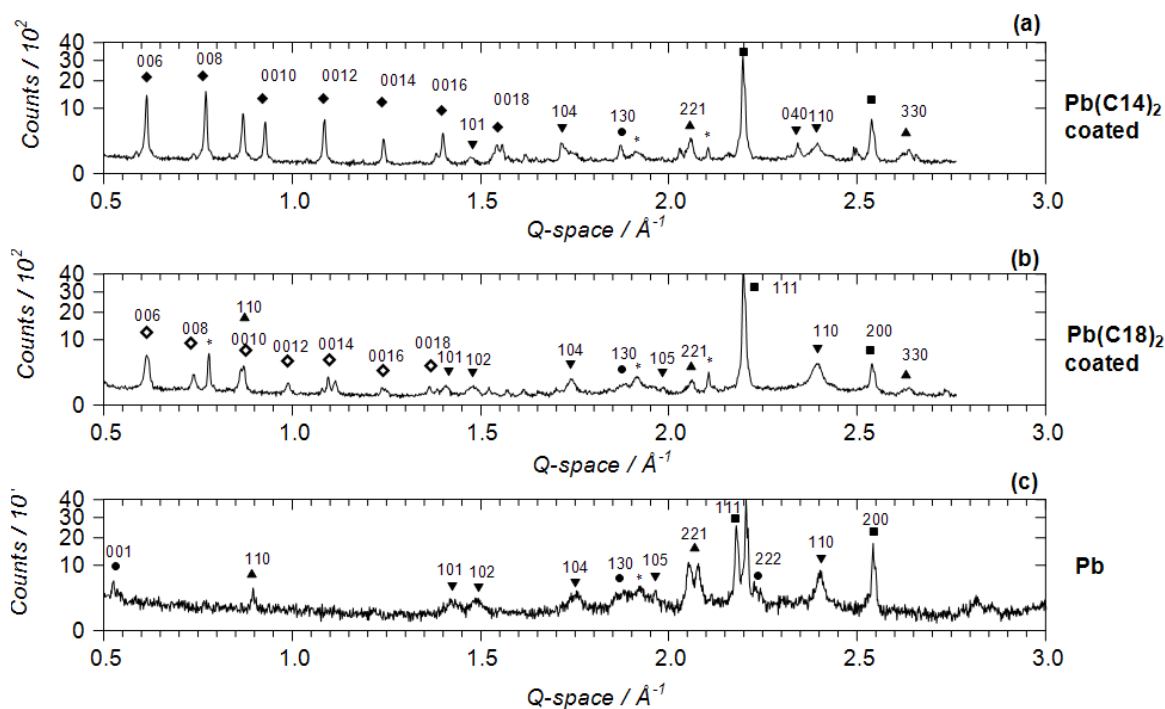 (a)
Counts / 10²
40
30
20
10
0
006 008 0010 0012 0014 0016 101 0018 104 130 * 221 * 040 110 330
0.5 1.0 1.5 2.0 2.5 3.0
Q-space / Å⁻¹
Pb(C14)₂
coated
(b)
Counts / 10²
40
30
20
10
0
006 008 * 110 0010 0012 0014 0016 0018 101 102 104 130 * 105 221 * 111 110 200 330
0.5 1.0 1.5 2.0 2.5 3.0
Q-space / Å⁻¹
Pb(C18)₂
coated
(c)
Counts / 10'
40
30
20
10
0
001 110 101 102 104 130 * 105 221 111 222 110 200
0.5 1.0 1.5 2.0 2.5 3.0
Q-space / Å⁻¹
Pb